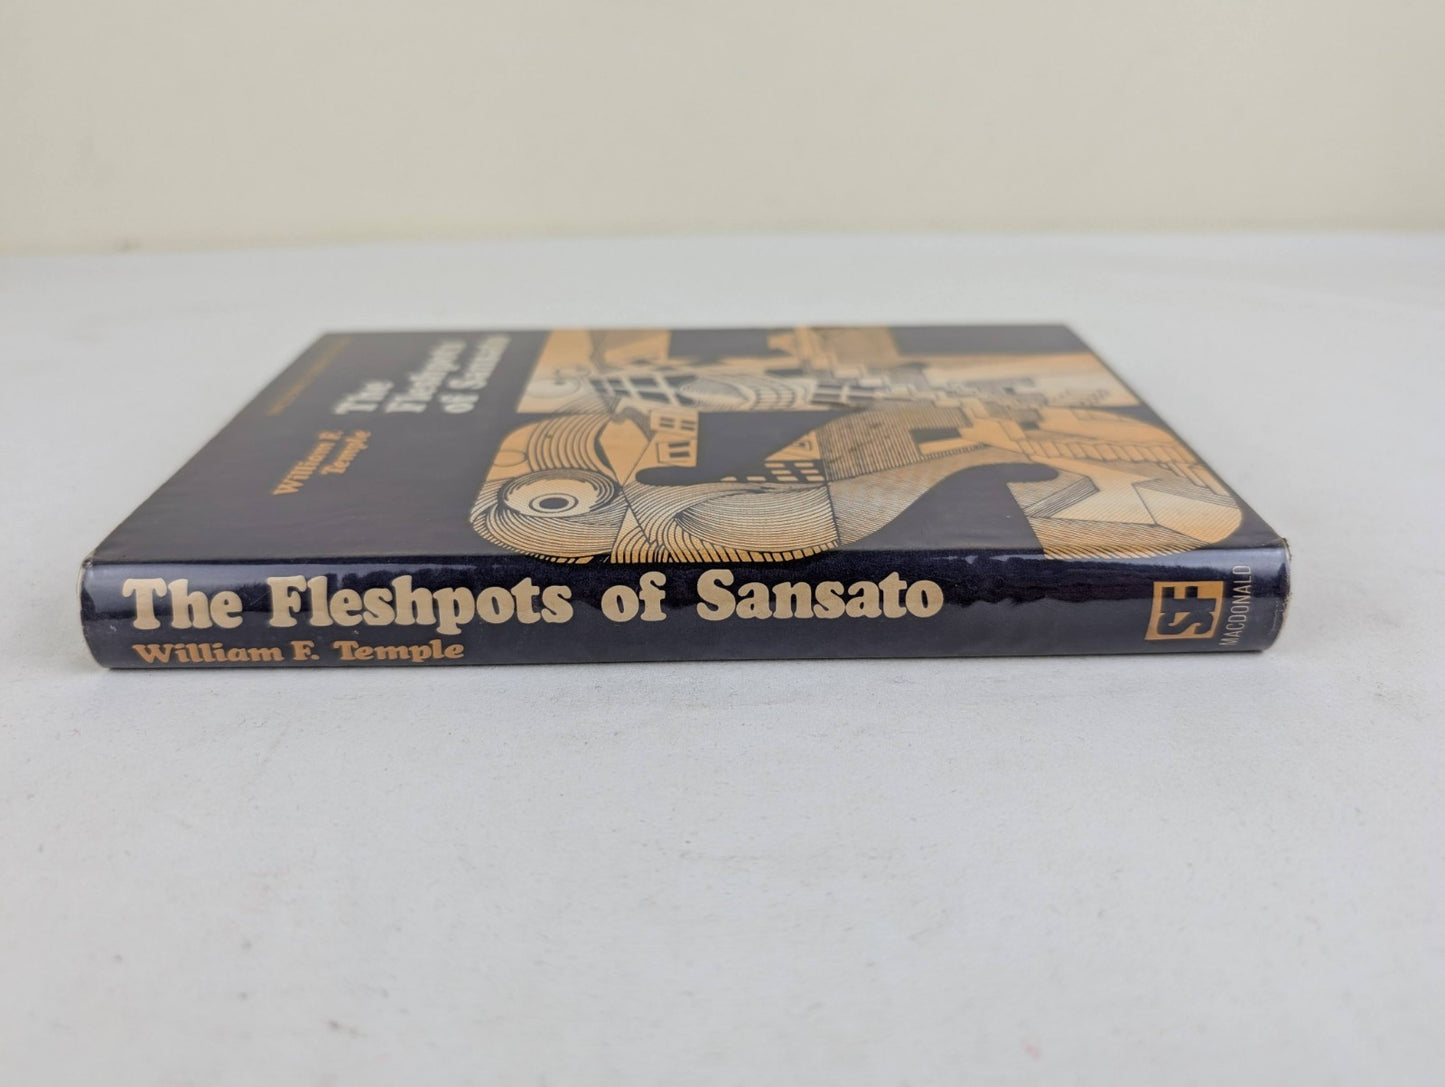 The
Fleshpots
of Sansato
William F.
Temple
The Fleshpots of Sansato
William F. Temple
SF
MACDONALD